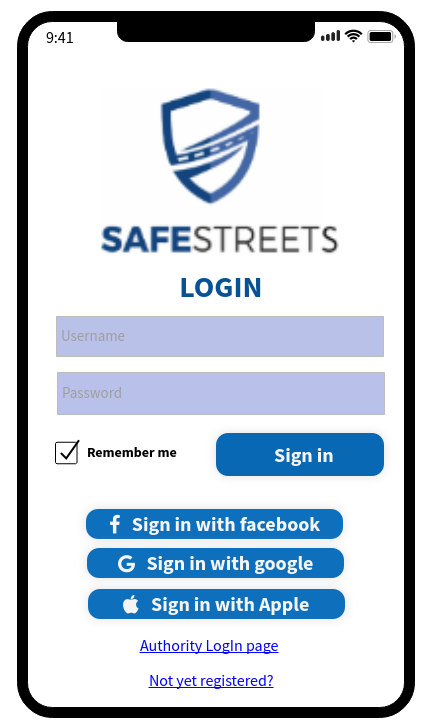 9:41
SAFESTREETS
LOGIN
Username
Password
Remember me
Sign in
Sign in with facebook
Sign in with google
Sign in with Apple
Authority LogIn page
Not yet registered?